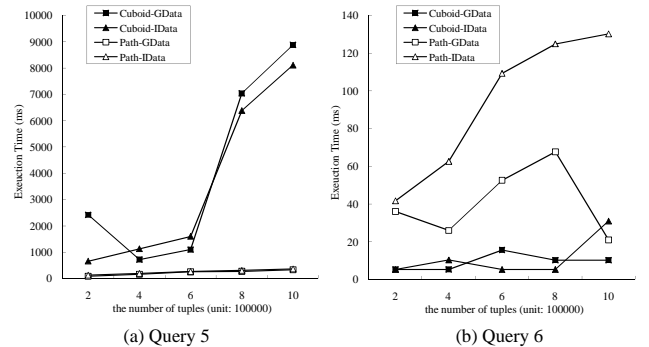 Cuboid-GData
Cuboid-IData
Path-GData
Path-IData
10000
9000
8000
7000
6000
5000
4000
3000
2000
1000
0
Exeuction Time (ms)
2 4 6 8 10
the number of tuples (unit: 100000)
(a) Query 5
Cuboid-GData
Cuboid-IData
Path-GData
Path-IData
140
120
100
80
60
40
20
0
Exeuction Time (ms)
2 4 6 8 10
the number of tuples (unit: 100000)
(b) Query 6